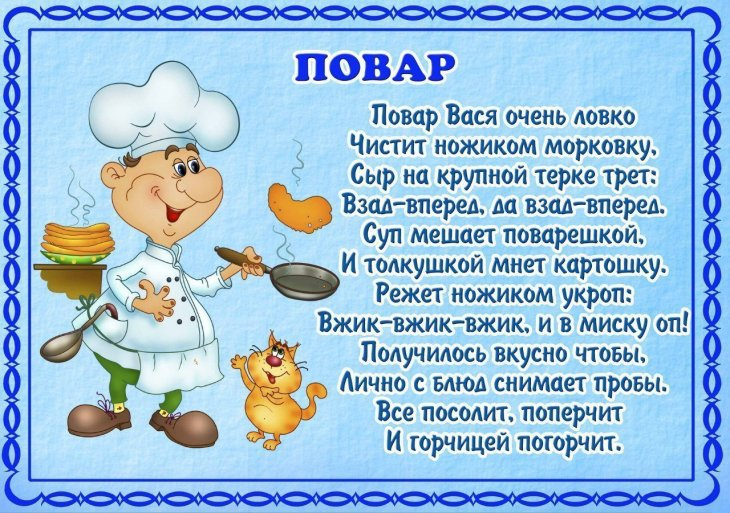 ПОВАР
Повар Вася очень ловко
Чистит ножиком морковку,
Сыр на крупной терке трет:
Взад-вперед, да взад-вперед.
Суп мешает поварешкой,
И толкушкой мнет картошку.
Режет ножиком укроп:
Вжик-вжик-вжик, и в миску оп!
Получилось вкусно чтобы,
Лично с блюд снимает пробы.
Все посолит, поперчит
И горчицей погорчит.